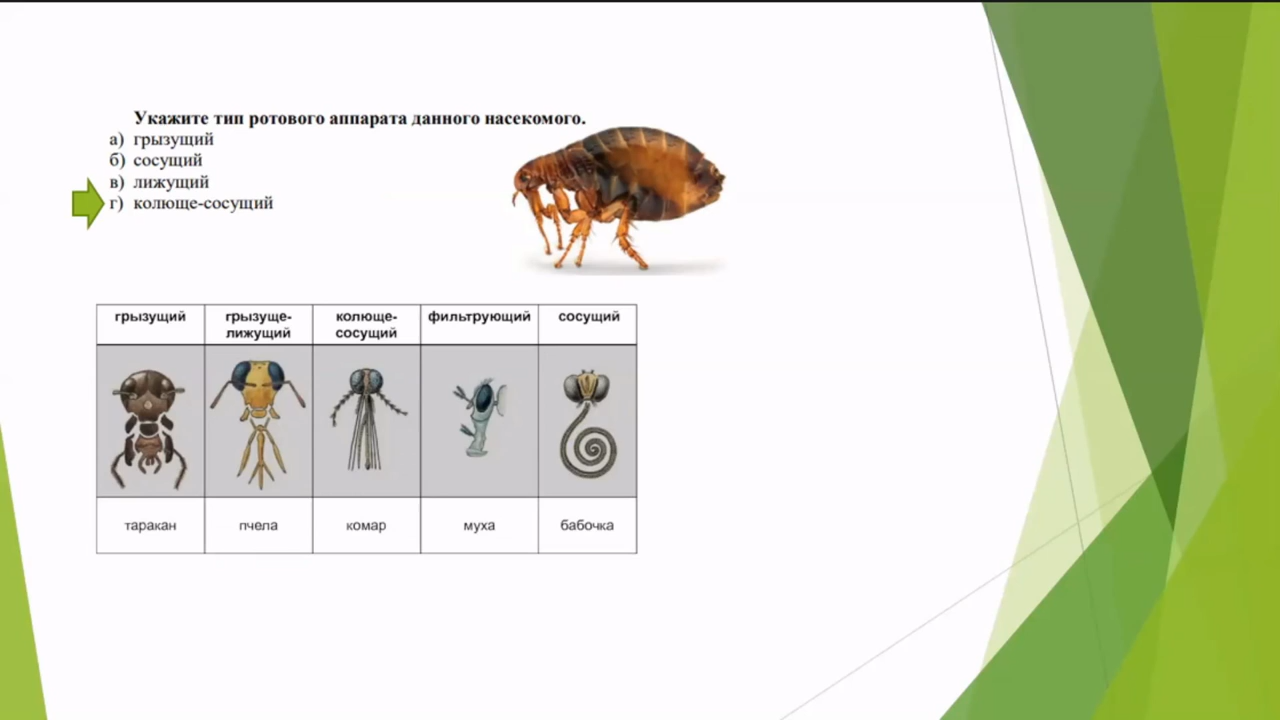 Укажите тип ротового аппарата данного насекомого.
а) грызущий
б) сосущий
в) лижущий
г) колюще-сосущий
грызущий
грызуще-
лижущий
колюще-
сосущий
фильтрующий
сосущий
таракан
пчела
комар
муха
бабочка